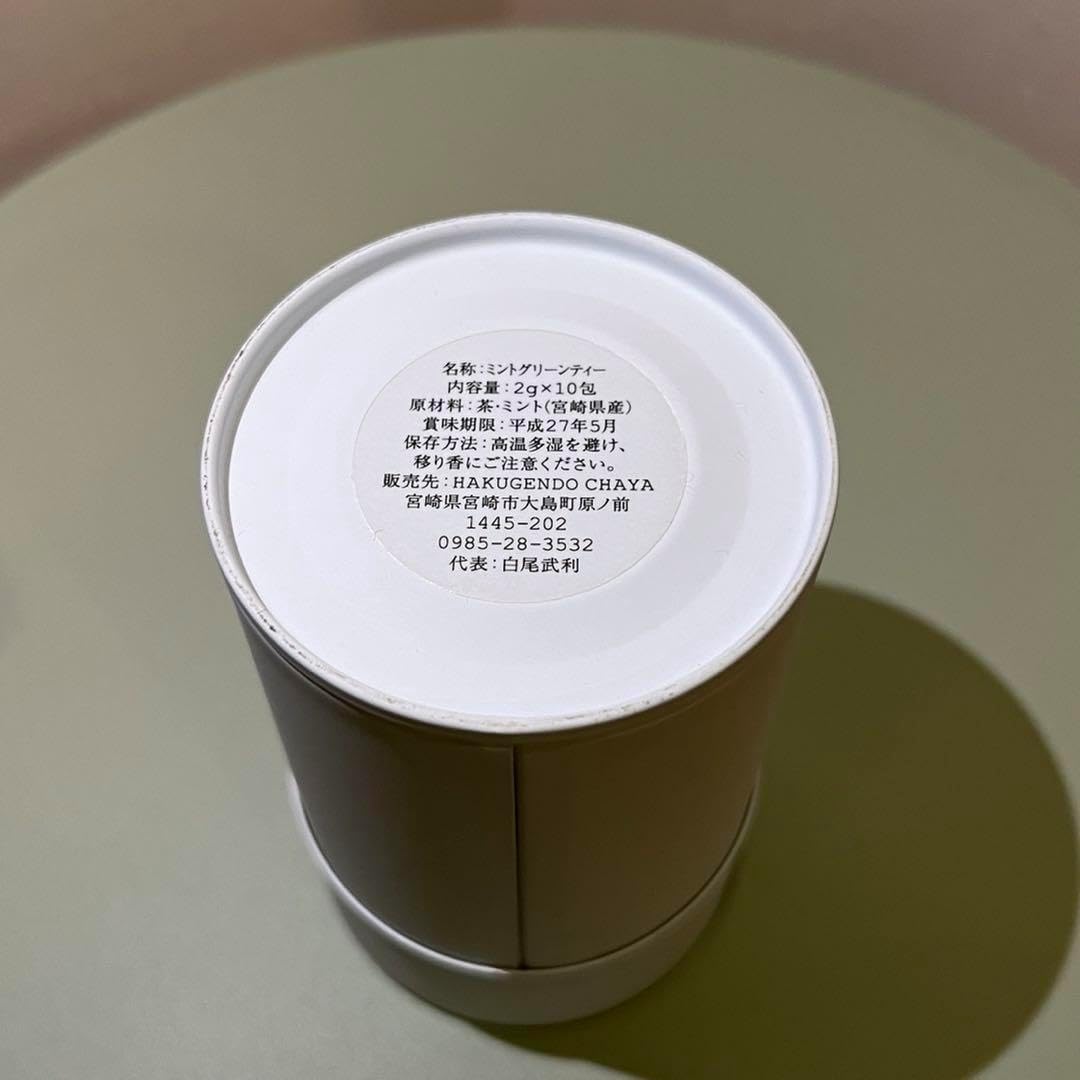 名称:ミントグリーンティー
内容量:2g×10包
原材料:茶・ミント(宮崎県産)
賞味期限:平成27年5月
保存方法:高温多湿を避け、
移り香にご注意ください。
販売先:HAKUGENDO CHAYA
宮崎県宮崎市大島町原ノ前
1445-202
0985-28-3532
代表:白尾武利